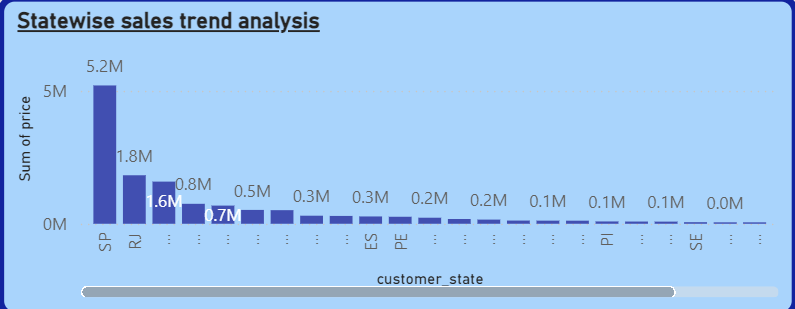 Statewise sales trend analysis
5.2M
5M
1.8M
1.6M
0.8M
0.7M
0.5M
0.3M
0.3M
0.2M
0.2M
0.1M
0.1M
0.1M
0.0M
0M
Sum of price
SP
RJ
...
...
...
...
...
...
...
ES
PE
...
...
...
...
...
...
PI
...
...
SE
...
...
customer_state